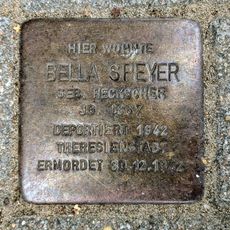 HIER WOHNTE
BELLA SPEYER
GEB. HECKSCHER
JG.
DEPORTIERT 1942
THERESIENSTADT
ERMORDET 30.12.1942